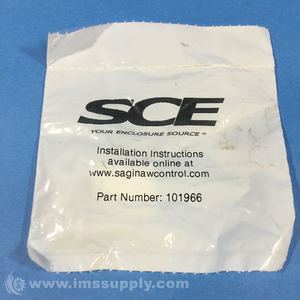 SCE
YOUR ENCLOSURE SOURCE
Installation Instructions
available online at
www.saginawcontrol.com
Part Number: 101966
© www.imssupply.com